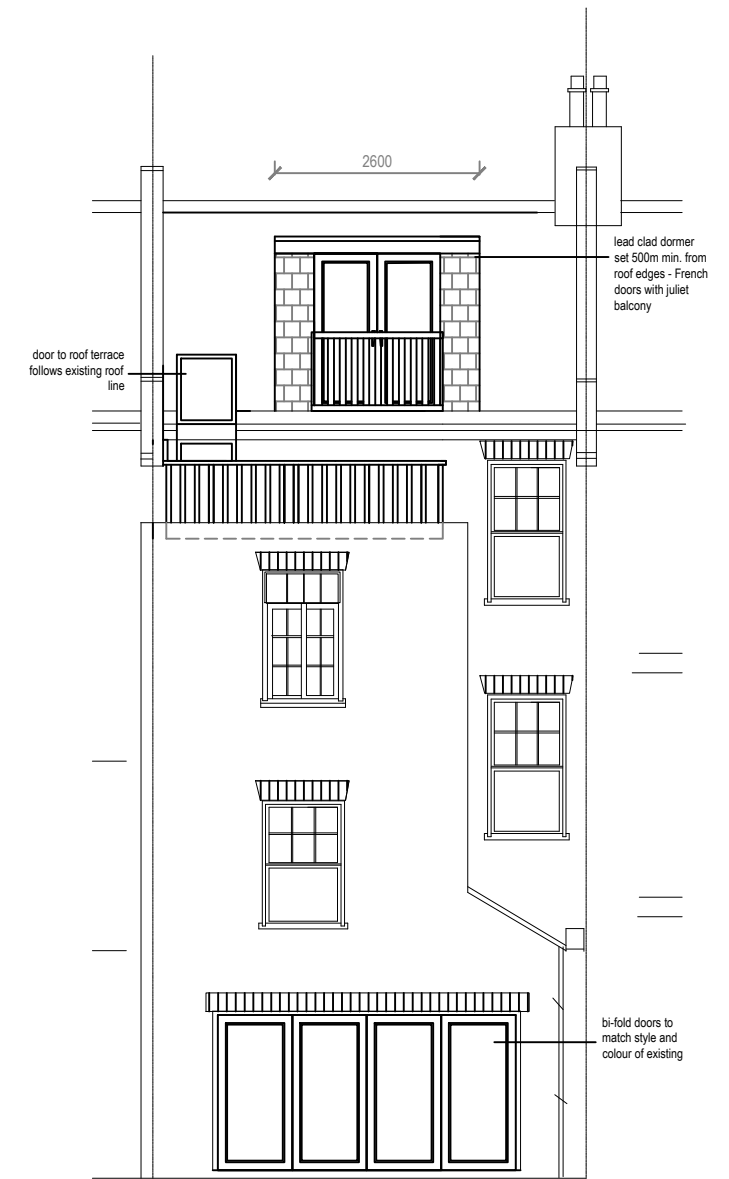 2600
lead clad dormer
set 500m min. from
roof edges - French
doors with juliet
balcony
door to roof terrace
follows existing roof
line
bi-fold doors to
match style and
colour of existing